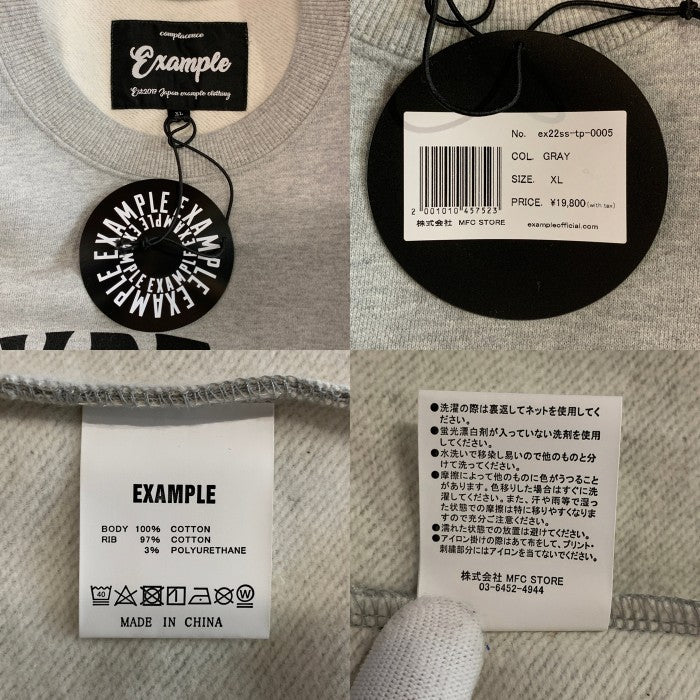 complacence
Example
Est:2019 Japan example clothing
XL
EXAMPLE EXAMPLE EXAMPLE
EXAMPLE EXAMPLE
No. ex22ss-tp-0005
COL. GRAY
SIZE. XL
PRICE. ¥19,800 (with tax)
2 001010 457523
株式会社 MFC STORE
exampleofficial.com
EXAMPLE
BODY 100% COTTON
RIB 97% COTTON
3% POLYURETHANE
40
W
MADE IN CHINA
●洗濯の際は裏返してネットを使用してく
ださい。
●蛍光漂白剤が入っていない洗剤を使用
してください。
●水洗いで移染し易いので他のものと分
けて洗ってください。
●摩擦によって他のものに色がうつること
があります。色移りした場合はすぐに洗
濯してください。また、汗や雨等で湿っ
た状態での摩擦は特に移りやすくなりま
すので充分ご注意ください。
●濡れた状態での放置は避けてください。
●アイロン掛けの際はあて布をして、プリント・
刺繍部分にはアイロンを当てないでください。
株式会社 MFC STORE
03-6452-4944